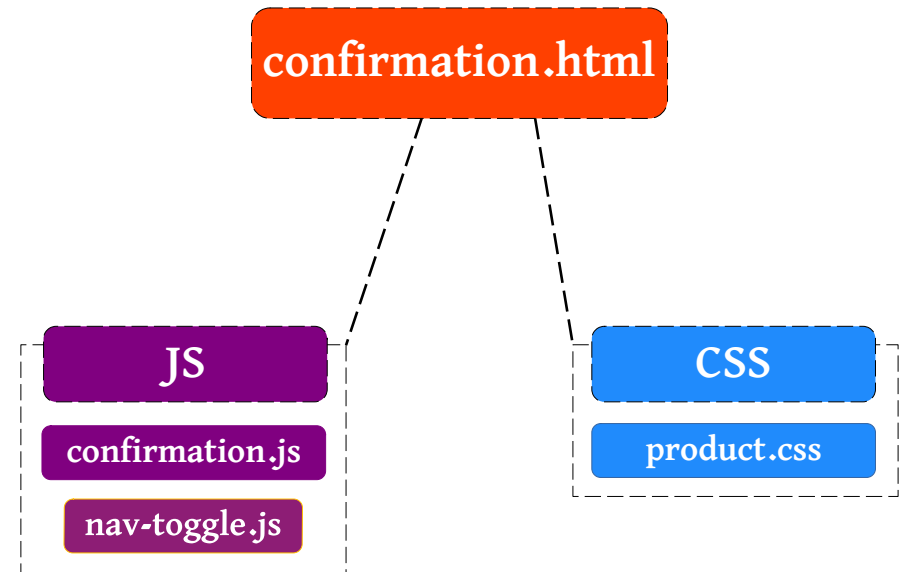 confirmation.html
JS
confirmation.js
nav-toggle.js
CSS
product.css